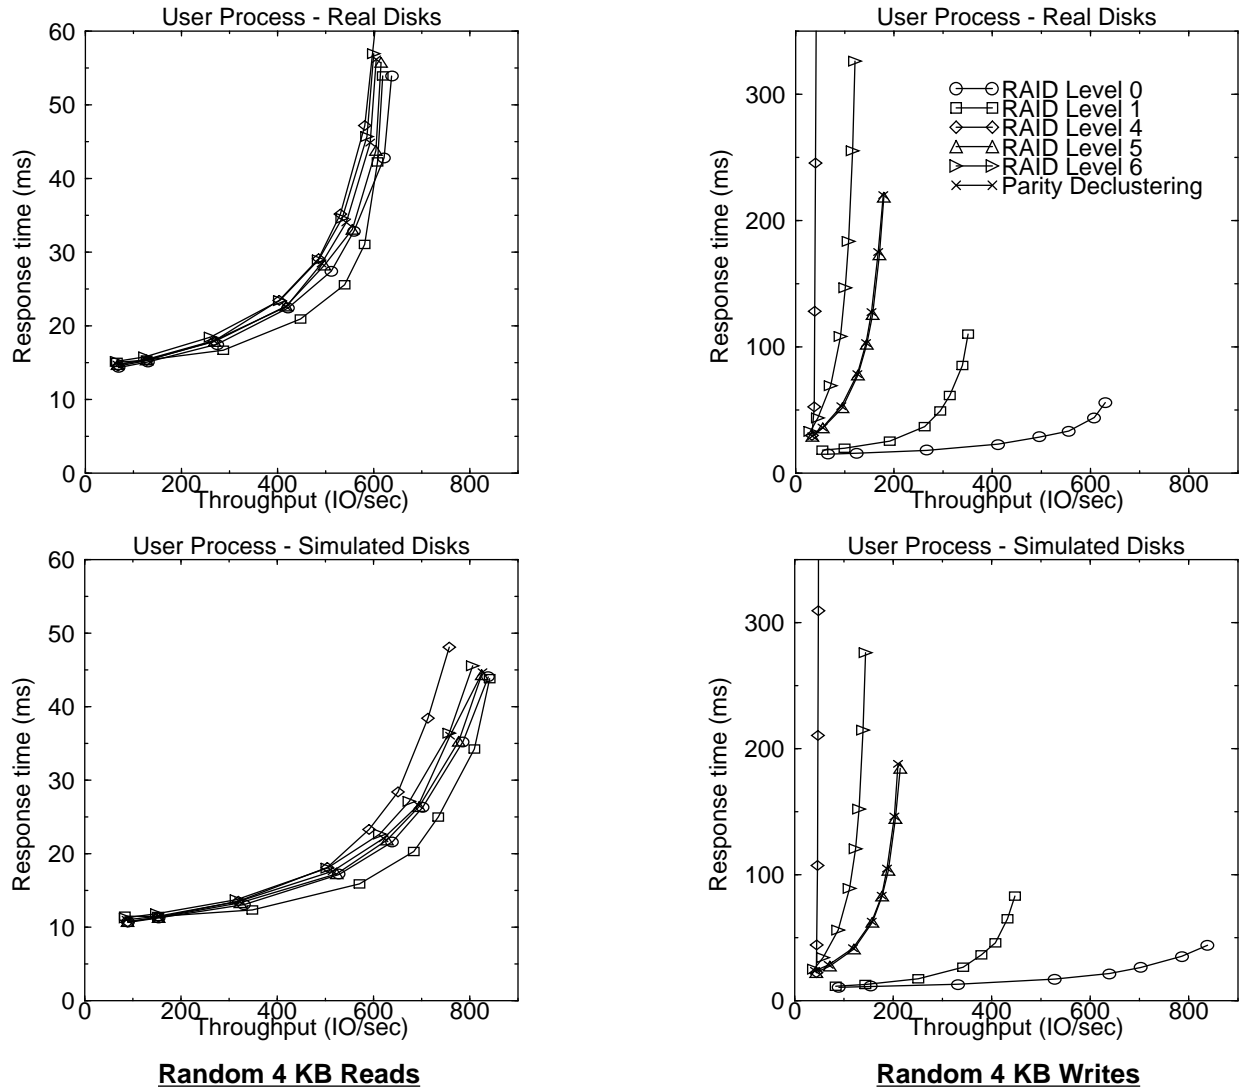 User Process - Real Disks
60
50
40
30
20
10
0
Response time (ms)
200 400 600 800
Throughput (IO/sec)
User Process - Real Disks
300
200
100
0
Response time (ms)
0 200 400 600 800
Throughput (IO/sec)
RAID Level 0
RAID Level 1
RAID Level 4
RAID Level 5
RAID Level 6
Parity Declustering
User Process - Simulated Disks
60
50
40
30
20
10
0
Response time (ms)
0 200 400 600 800
Throughput (IO/sec)
User Process - Simulated Disks
300
200
100
0
Response time (ms)
0 200 400 600 800
Throughput (IO/sec)
Random 4 KB Reads
Random 4 KB Writes